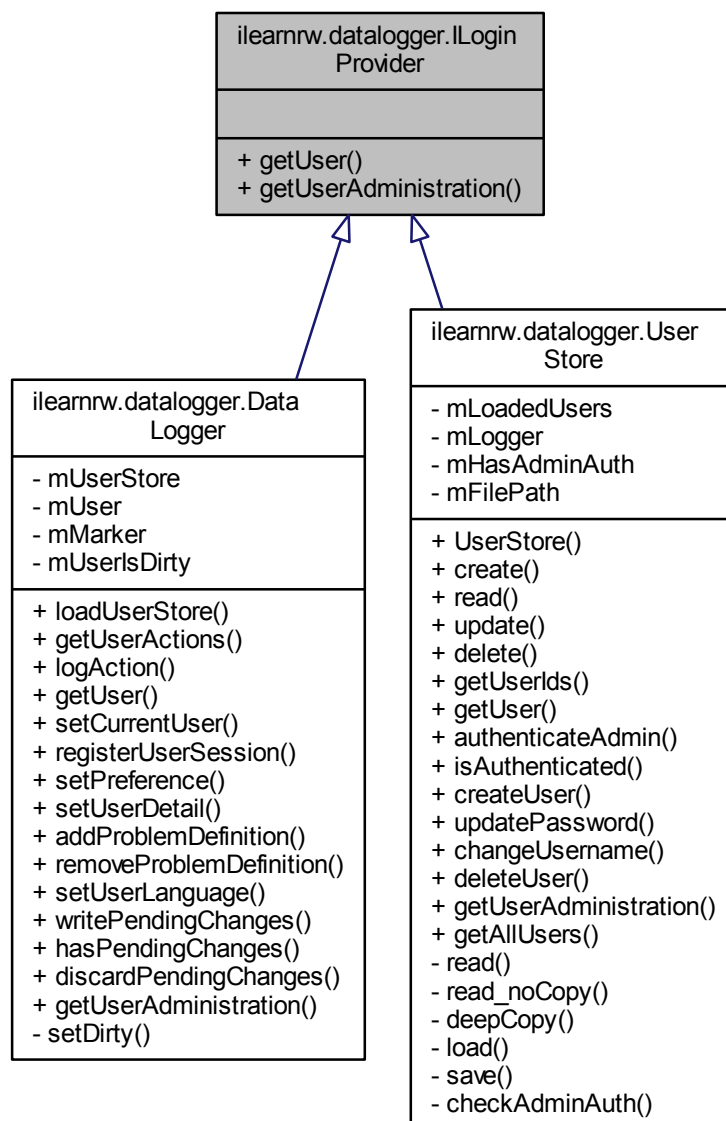 ilearnrw.datalogger.ILogin
Provider
+ getUser()
+ getUserAdministration()
ilearnrw.datalogger.Data
Logger
- mUserStore
- mUser
- mMarker
- mUserIsDirty
+ loadUserStore()
+ getUserActions()
+ logAction()
+ getUser()
+ setCurrentUser()
+ registerUserSession()
+ setPreference()
+ setUserDetail()
+ addProblemDefinition()
+ removeProblemDefinition()
+ setUserLanguage()
+ writePendingChanges()
+ hasPendingChanges()
+ discardPendingChanges()
+ getUserAdministration()
- setDirty()
ilearnrw.datalogger.User
Store
- mLoadedUsers
- mLogger
- mHasAdminAuth
- mFilePath
+ UserStore()
+ create()
+ read()
+ update()
+ delete()
+ getUserIds()
+ getUser()
+ authenticateAdmin()
+ isAuthenticated()
+ createUser()
+ updatePassword()
+ changeUsername()
+ deleteUser()
+ getUserAdministration()
+ getAllUsers()
- read()
- read_noCopy()
- deepCopy()
- load()
- save()
- checkAdminAuth()